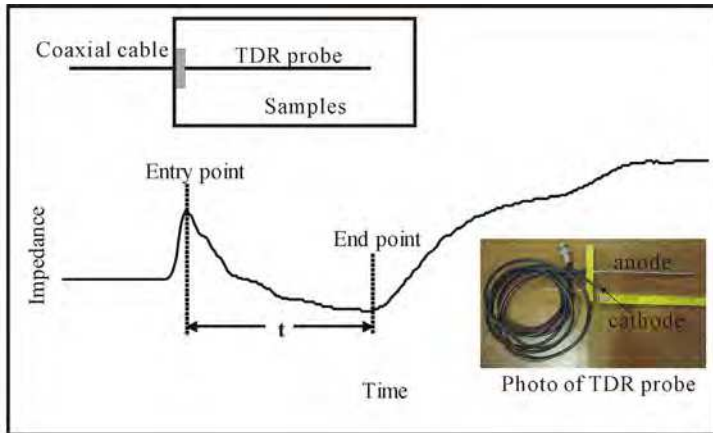 Coaxial cable
TDR probe
Samples
Entry point
End point
Impedance
t
anode
cathode
Time
Photo of TDR probe